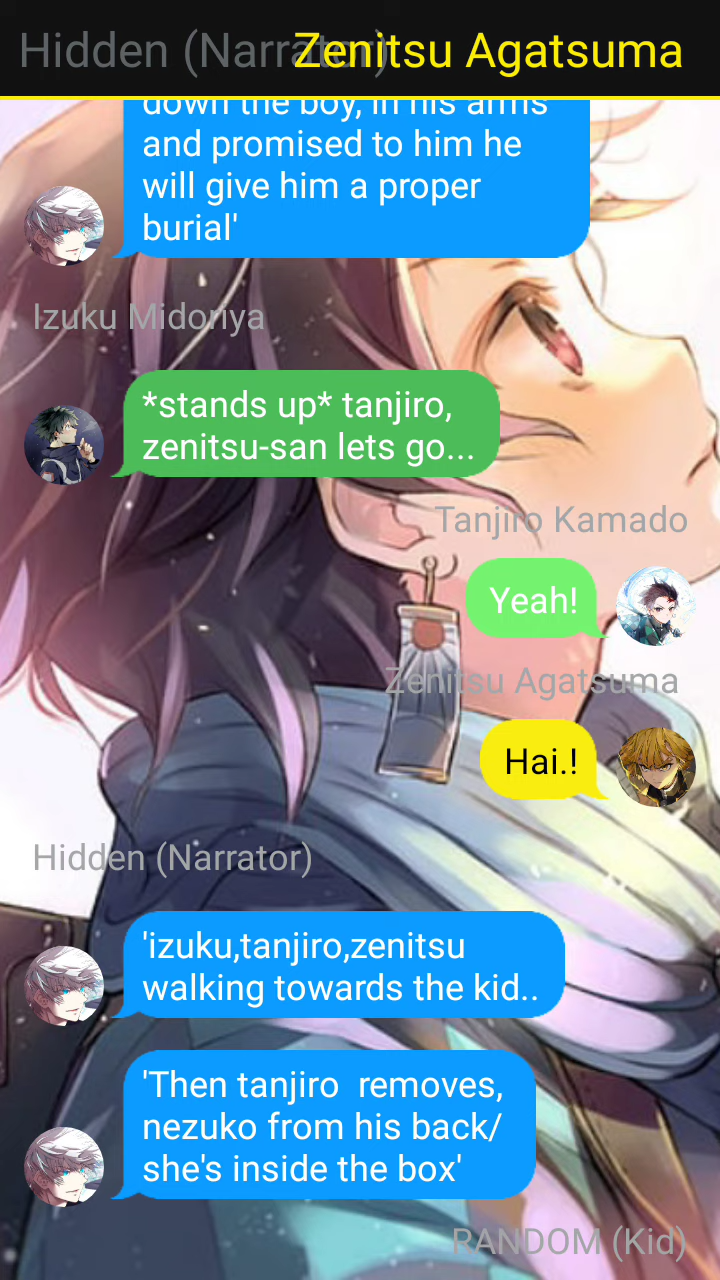 Hidden (Narrator)
Zenitsu Agatsuma
down the boy, in his arms
and promised to him he
will give him a proper
burial'
Izuku Midoriya
*stands up* tanjiro,
zenitsu-san lets go...
Tanjiro Kamado
Yeah!
Zenitsu Agatsuma
Hai.!
Hidden (Narrator)
'izuku,tanjiro,zenitsu
walking towards the kid..
'Then tanjiro  removes,
nezuko from his back/
she's inside the box'
RANDOM (Kid)